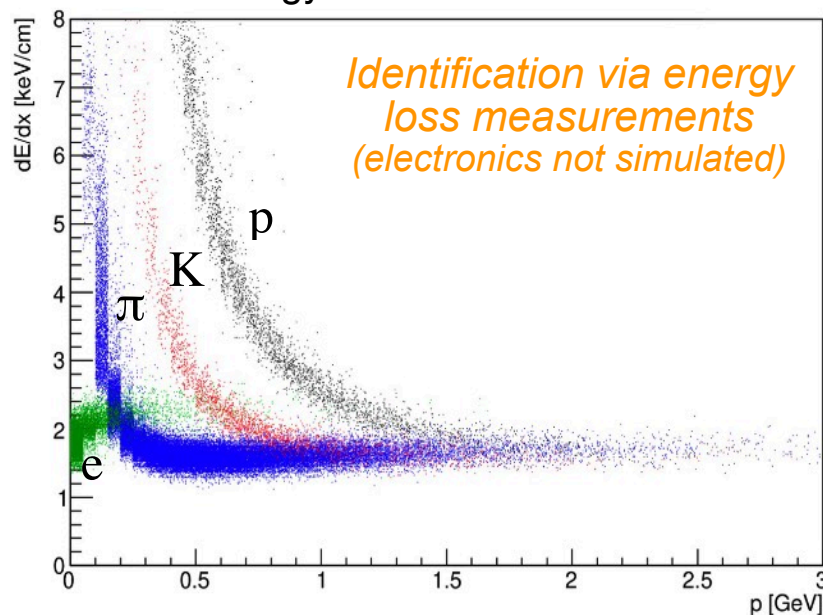 Identification via energy
loss measurements
(electronics not simulated)
dE/dx [keV/cm]
8
7
6
5
4
3
2
1
0
p
K
π
e
0 0.5 1 1.5 2 2.5 3
p [GeV]